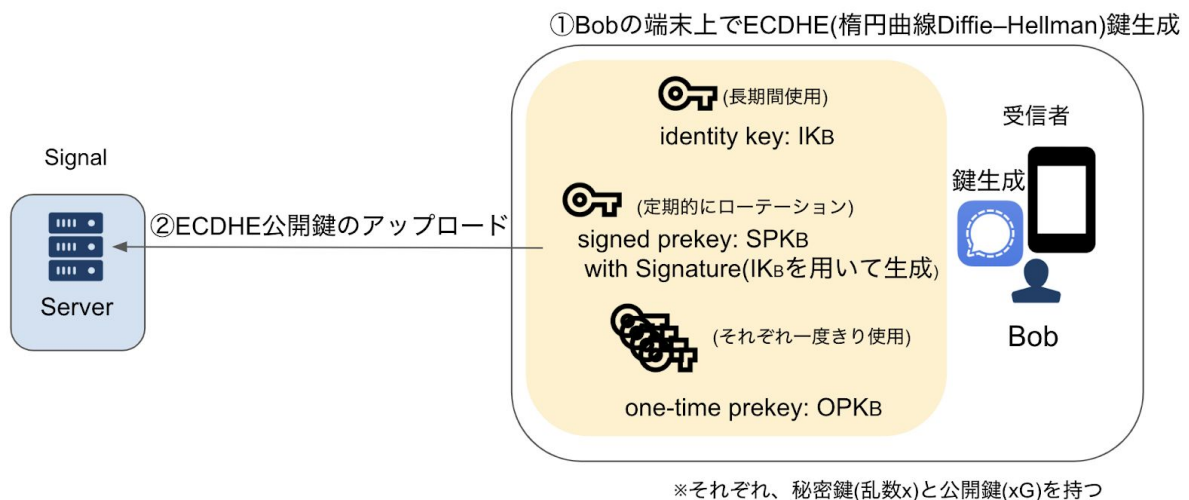 ①Bobの端末上でECDHE(楕円曲線Diffie–Hellman)鍵生成
(長期間使用)
identity key: IKB
受信者
Signal
鍵生成
②ECDHE公開鍵のアップロード
(定期的にローテーション)
signed prekey: SPKB
with Signature(IKBを用いて生成)
Server
(それぞれ一度きり使用)
Bob
one-time prekey: OPKB
※それぞれ、秘密鍵(乱数x)と公開鍵(xG)を持つ